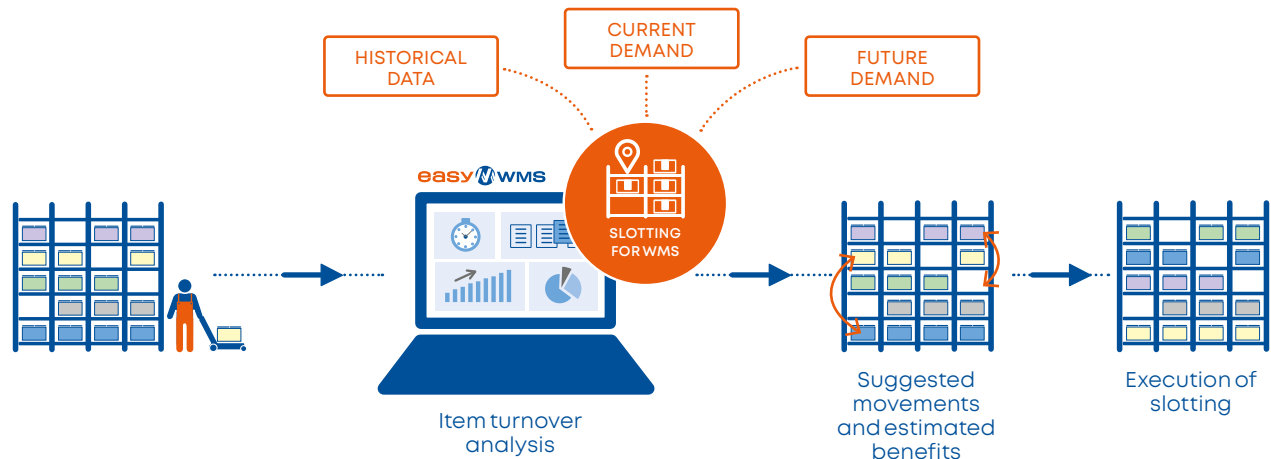 HISTORICAL
DATA
CURRENT
DEMAND
FUTURE
DEMAND
easy WMS
SLOTTING
FOR WMS
Item turnover
analysis
Suggested
movements
and estimated
benefits
Execution of
slotting